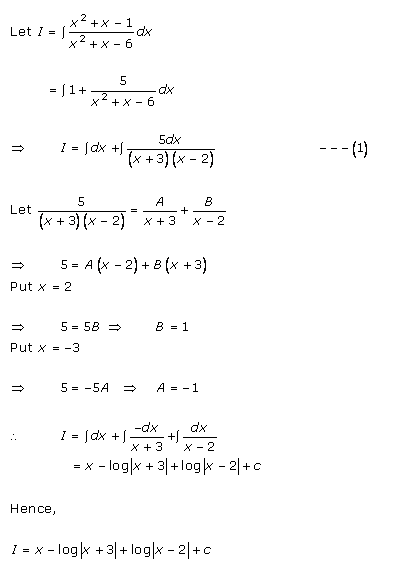 Let I = ∫ (x² + x − 1)/(x² + x − 6) dx
= ∫ 1 + 5/(x² + x − 6) dx
⇒ I = ∫ dx + ∫ 5dx/((x + 3)(x − 2)) − − − (1)
Let 5/((x + 3)(x − 2)) = A/(x + 3) + B/(x − 2)
⇒ 5 = A(x − 2) + B(x + 3)
Put x = 2
⇒ 5 = 5B ⇒ B = 1
Put x = −3
⇒ 5 = −5A ⇒ A = −1
∴ I = ∫ dx + ∫ −dx/(x + 3) + ∫ dx/(x − 2)
= x − log|x + 3| + log|x − 2| + c
Hence,
I = x − log|x + 3| + log|x − 2| + c